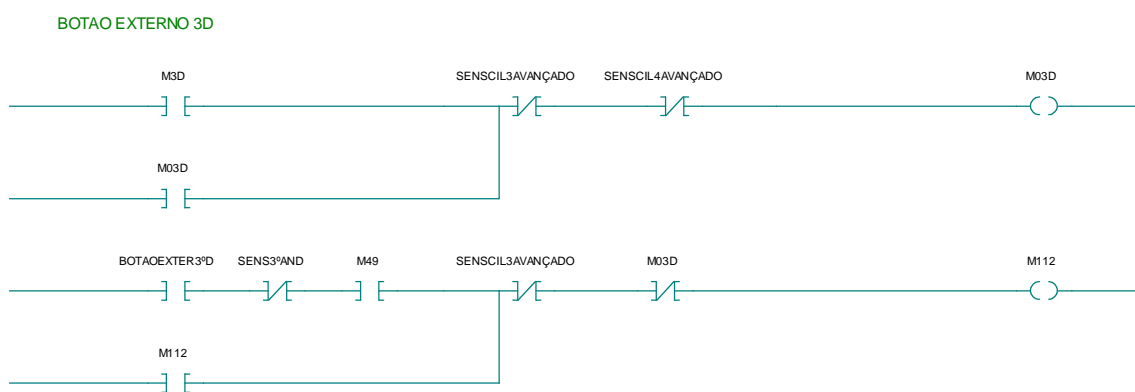 BOTAO EXTERNO 3D
M3D SENSCIL3AVANÇADO SENSCIL4AVANÇADO M03D
M03D
BOTAOEXTER3ºD SENS3ºAND M49 SENSCIL3AVANÇADO M03D M112
M112